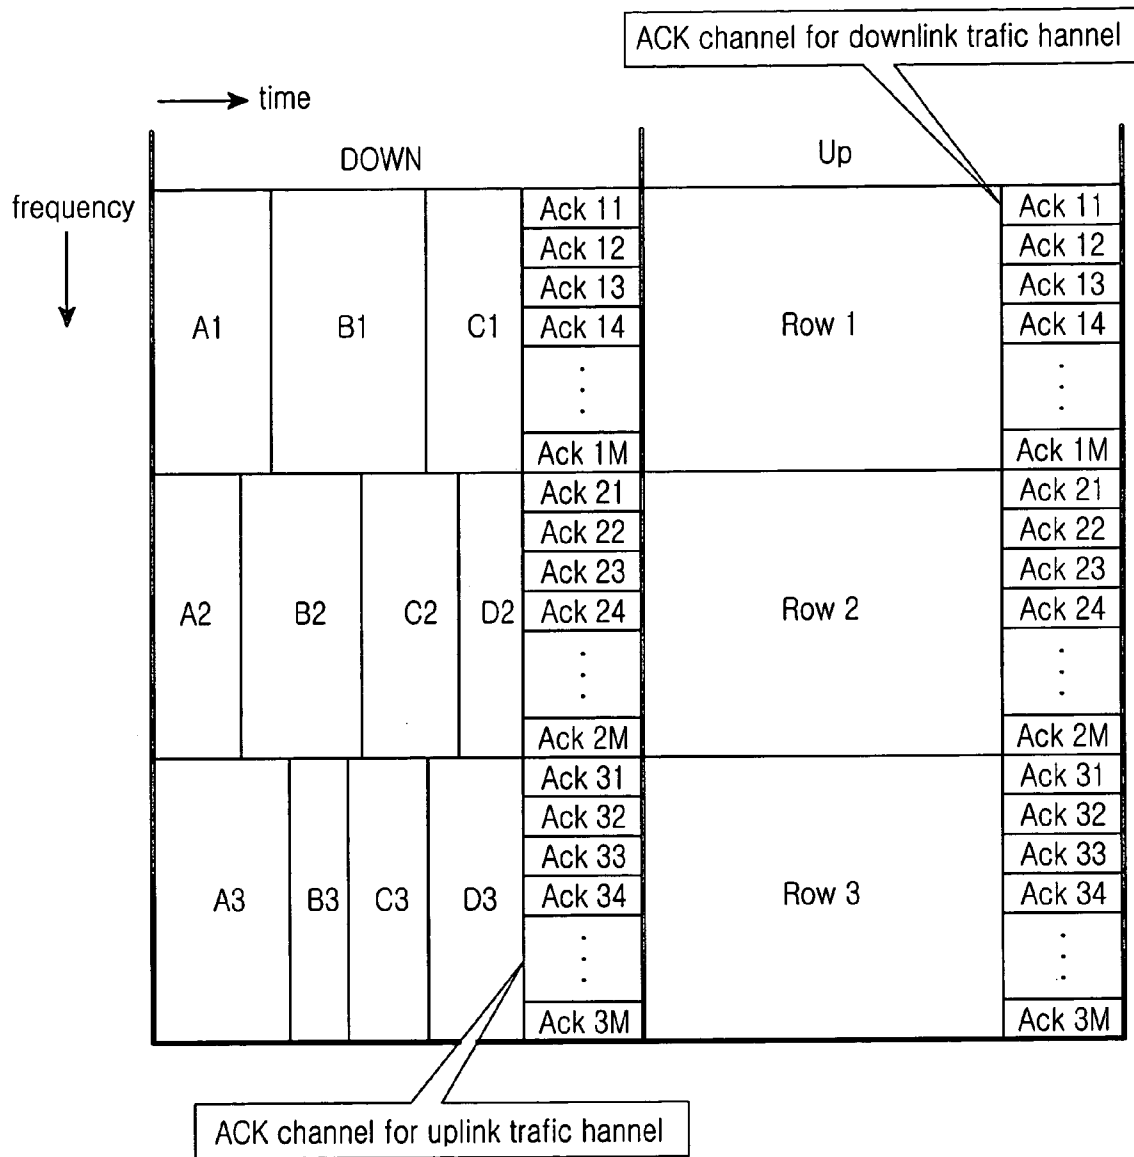 ACK channel for downlink trafic hannel
time
DOWN
Up
frequency
A1
B1
C1
Ack 11
Ack 12
Ack 13
Ack 14
Ack 1M
Row 1
Ack 11
Ack 12
Ack 13
Ack 14
Ack 1M
A2
B2
C2
D2
Ack 21
Ack 22
Ack 23
Ack 24
Ack 2M
Row 2
Ack 21
Ack 22
Ack 23
Ack 24
Ack 2M
A3
B3
C3
D3
Ack 31
Ack 32
Ack 33
Ack 34
Ack 3M
Row 3
Ack 31
Ack 32
Ack 33
Ack 34
Ack 3M
ACK channel for uplink trafic hannel